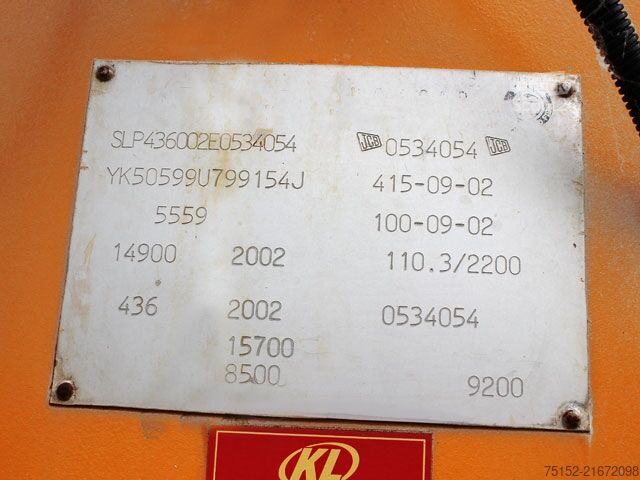 SLP436002E0534054 JCB 0534054 JCB
YK50599U799154J 415-09-02
5559 100-09-02
14900 2002 110.3/2200
436 2002 0534054
15700
8500 9200
KL
75152-21672098